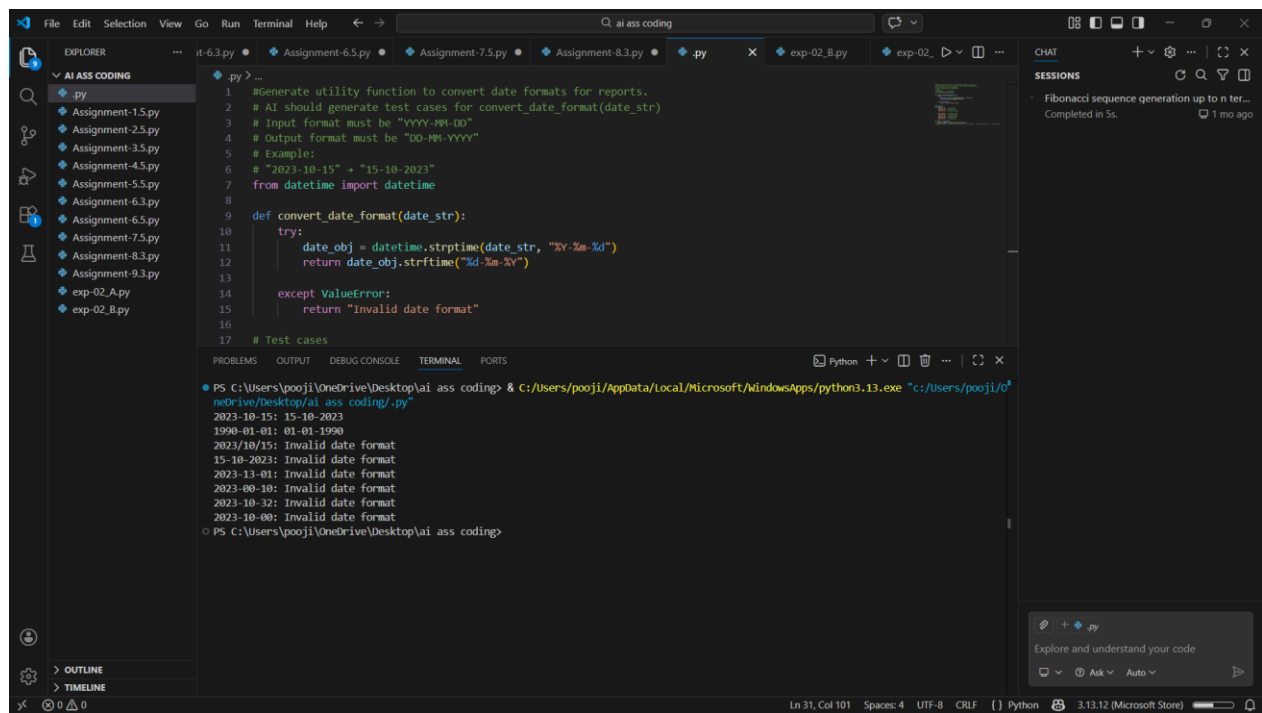 File Edit Selection View Go Run Terminal Help
ai ass coding
EXPLORER
AI ASS CODING
.py
Assignment-1.5.py
Assignment-2.5.py
Assignment-3.5.py
Assignment-4.5.py
Assignment-5.5.py
Assignment-6.3.py
Assignment-6.5.py
Assignment-7.5.py
Assignment-8.3.py
Assignment-9.3.py
exp-02_A.py
exp-02_B.py
OUTLINE
TIMELINE
9
1
nt-6.3.py Assignment-6.5.py Assignment-7.5.py Assignment-8.3.py .py exp-02_B.py exp-02_
.py > ...
1 #Generate utility function to convert date formats for reports.
2 # AI should generate test cases for convert_date_format(date_str)
3 # Input format must be "YYYY-MM-DD"
4 # Output format must be "DD-MM-YYYY"
5 # Example:
6 # "2023-10-15" → "15-10-2023"
7 from datetime import datetime
8
9 def convert_date_format(date_str):
10 try:
11 date_obj = datetime.strptime(date_str, "%Y-%m-%d")
12 return date_obj.strftime("%d-%m-%Y")
13
14 except ValueError:
15 return "Invalid date format"
16
17 # Test cases
PROBLEMS OUTPUT DEBUG CONSOLE TERMINAL PORTS
Python
PS C:\Users\pooji\OneDrive\Desktop\ai ass coding> & C:/Users/pooji/AppData/Local/Microsoft/WindowsApps/python3.13.exe "c:/Users/pooji/O
neDrive/Desktop/ai ass coding/.py"
2023-10-15: 15-10-2023
1990-01-01: 01-01-1990
2023/10/15: Invalid date format
15-10-2023: Invalid date format
2023-13-01: Invalid date format
2023-00-10: Invalid date format
2023-10-32: Invalid date format
2023-10-00: Invalid date format
PS C:\Users\pooji\OneDrive\Desktop\ai ass coding>
CHAT
SESSIONS
Fibonacci sequence generation up to n ter...
Completed in 5s. 1 mo ago
.py
Explore and understand your code
Ask Auto
0 0
Ln 31, Col 101 Spaces: 4 UTF-8 CRLF { } Python 3.13.12 (Microsoft Store)